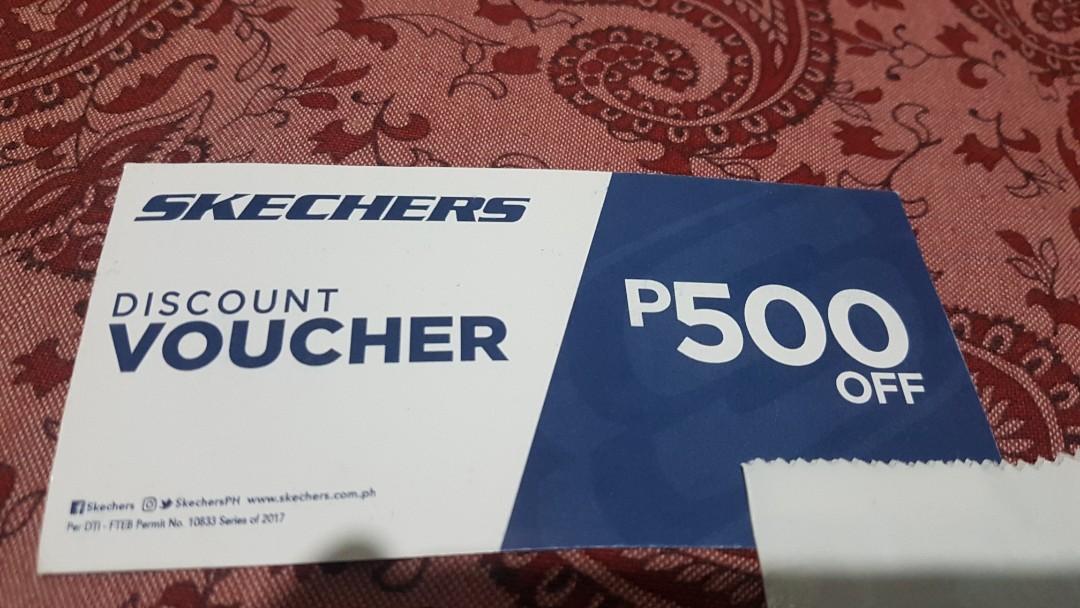 SKECHERS
DISCOUNT
VOUCHER
P500
OFF
Skechers SkechersPH www.skechers.com.ph
Per DTI - FTEB Permit No. 10833 Series of 2017